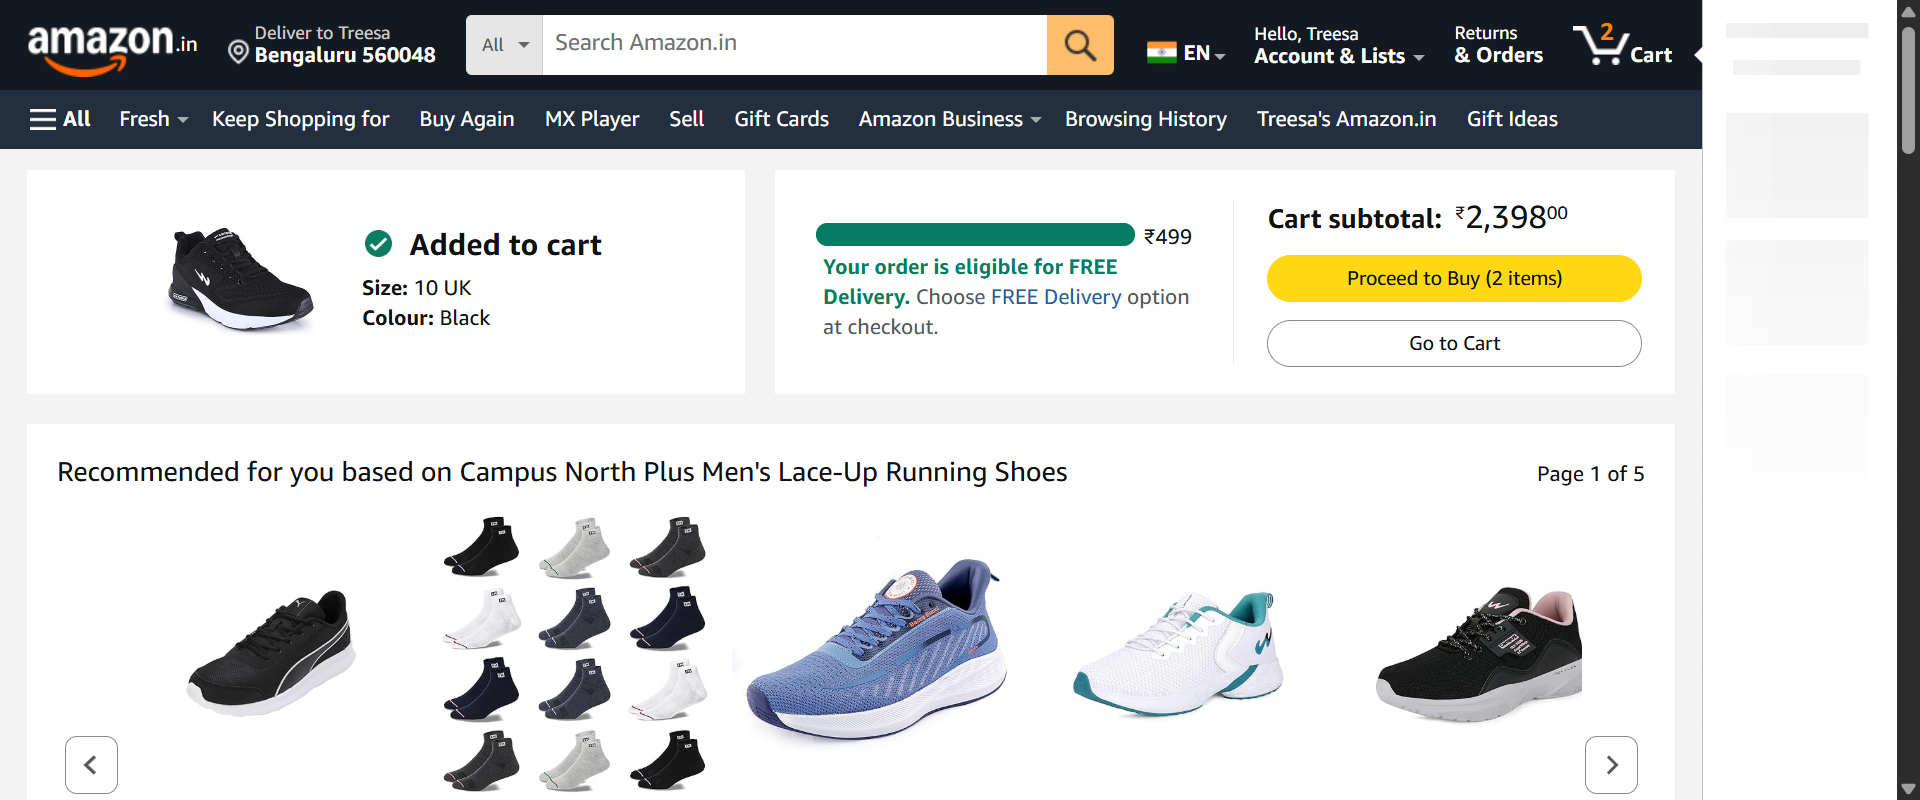 amazon.in
Deliver to Treesa
Bengaluru 560048
All
Search Amazon.in
EN
Hello, Treesa
Account & Lists
Returns
& Orders
2
Cart
All
Fresh
Keep Shopping for
Buy Again
MX Player
Sell
Gift Cards
Amazon Business
Browsing History
Treesa's Amazon.in
Gift Ideas
Added to cart
Size: 10 UK
Colour: Black
₹499
Your order is eligible for FREE
Delivery. Choose FREE Delivery option
at checkout.
Cart subtotal: ₹2,39800
Proceed to Buy (2 items)
Go to Cart
Recommended for you based on Campus North Plus Men's Lace-Up Running Shoes
Page 1 of 5